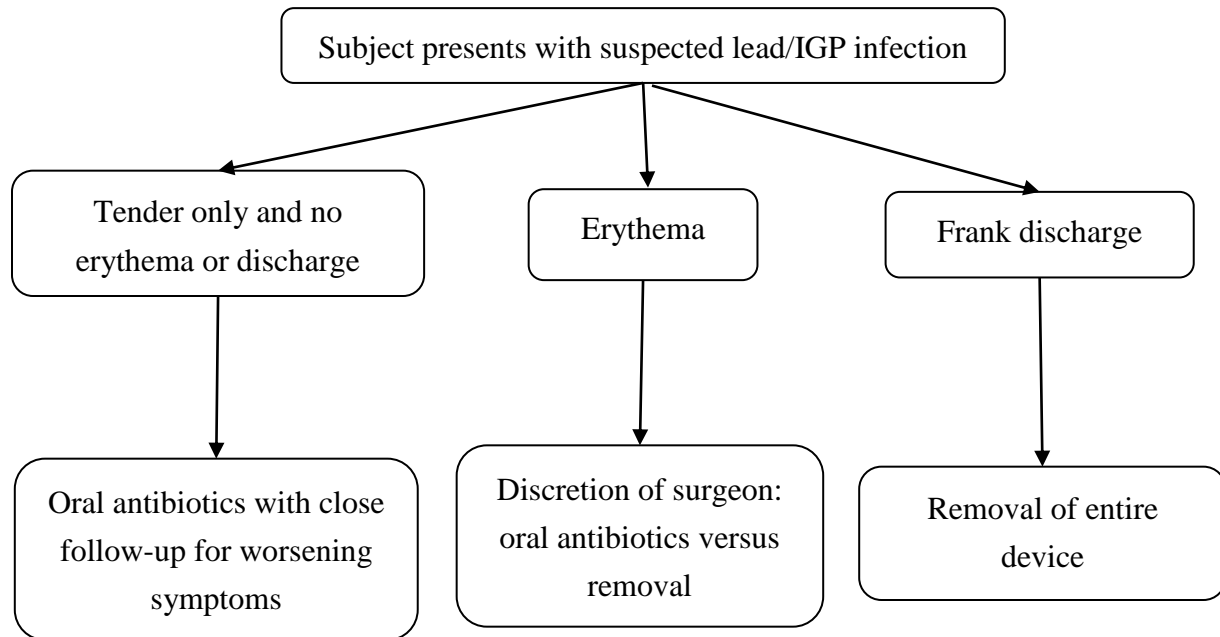 Subject presents with suspected lead/IGP infection
Tender only and no
erythema or discharge
Erythema
Frank discharge
Oral antibiotics with close
follow-up for worsening
symptoms
Discretion of surgeon:
oral antibiotics versus
removal
Removal of entire
device